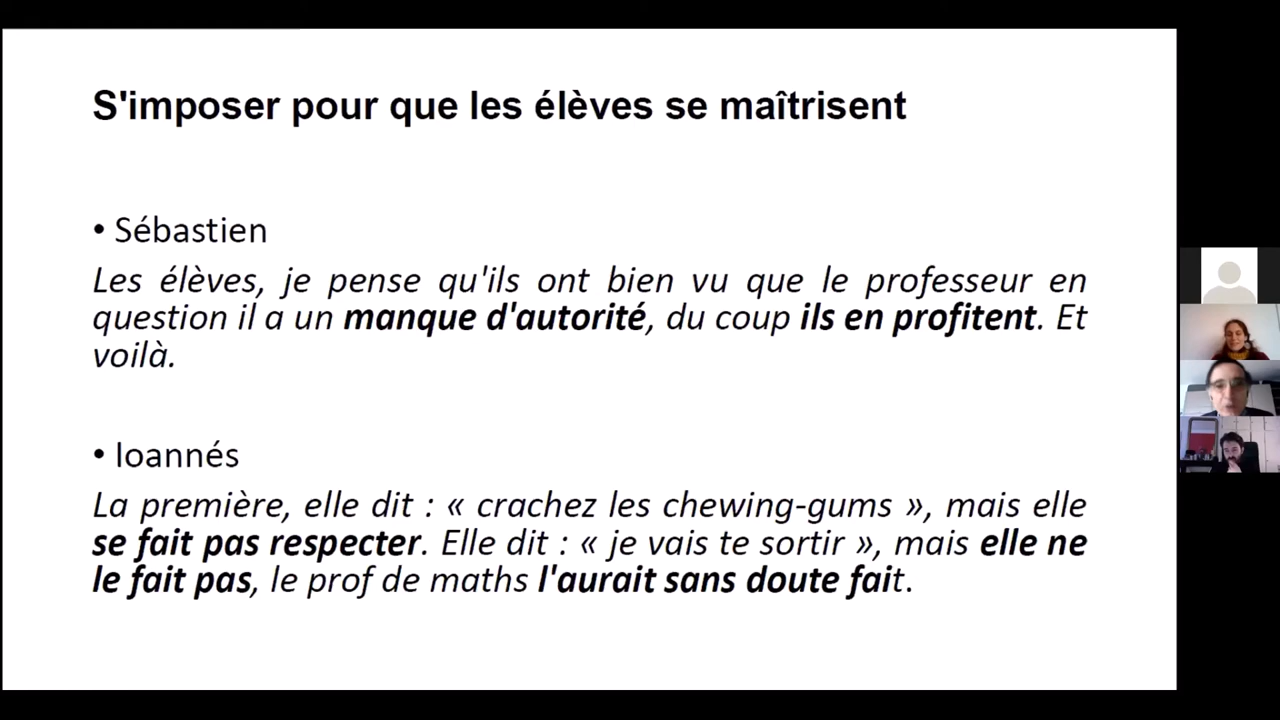 S'imposer pour que les élèves se maîtrisent
• Sébastien
Les élèves, je pense qu'ils ont bien vu que le professeur en
question il a un manque d'autorité, du coup ils en profitent. Et
voilà.
• Ioannés
La première, elle dit : « crachez les chewing-gums », mais elle
se fait pas respecter. Elle dit : « je vais te sortir », mais elle ne
le fait pas, le prof de maths l'aurait sans doute fait.